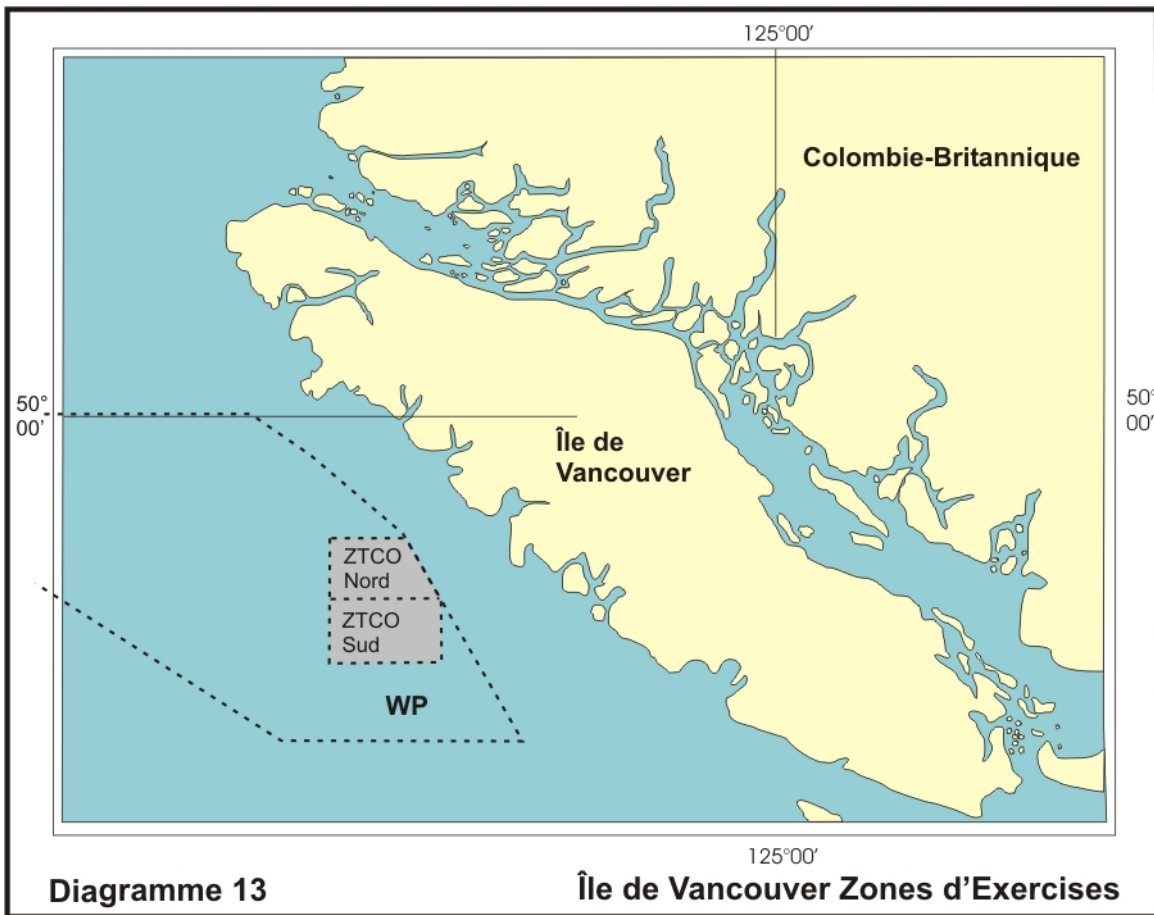 125°00'
Colombie-Britannique
50°
00'
50°
00'
Île de
Vancouver
ZTCO
Nord
ZTCO
Sud
WP
125°00'
Diagramme 13
Île de Vancouver Zones d'Exercises